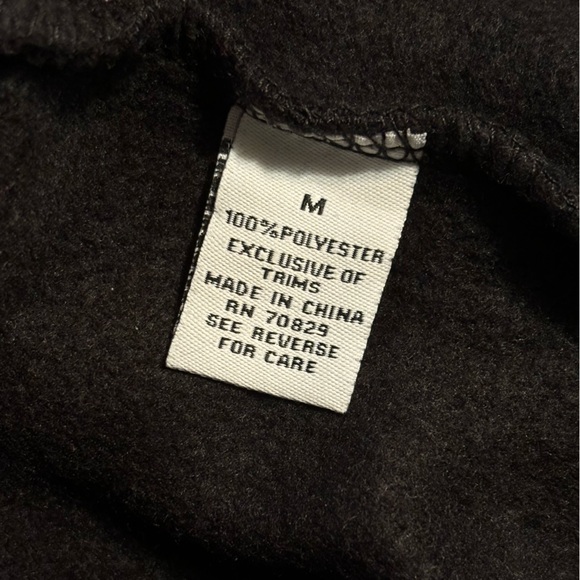 M
100%POLYESTER
EXCLUSIVE OF
TRIMS
MADE IN CHINA
RN 70829
SEE REVERSE
FOR CARE